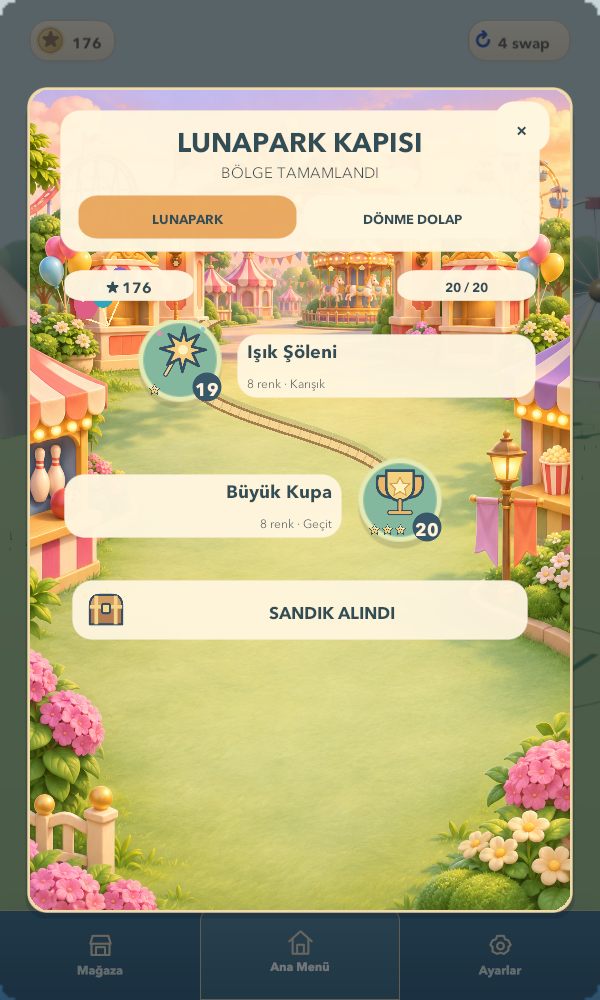 176
4 swap
LUNAPARK KAPISI
×
BÖLGE TAMAMLANDI
LUNAPARK
DÖNME DOLAP
★ 176
20 / 20
Işık Şöleni
8 renk · Karışık
19
Büyük Kupa
8 renk · Geçit
20
SANDIK ALINDI
Mağaza
Ana Menü
Ayarlar